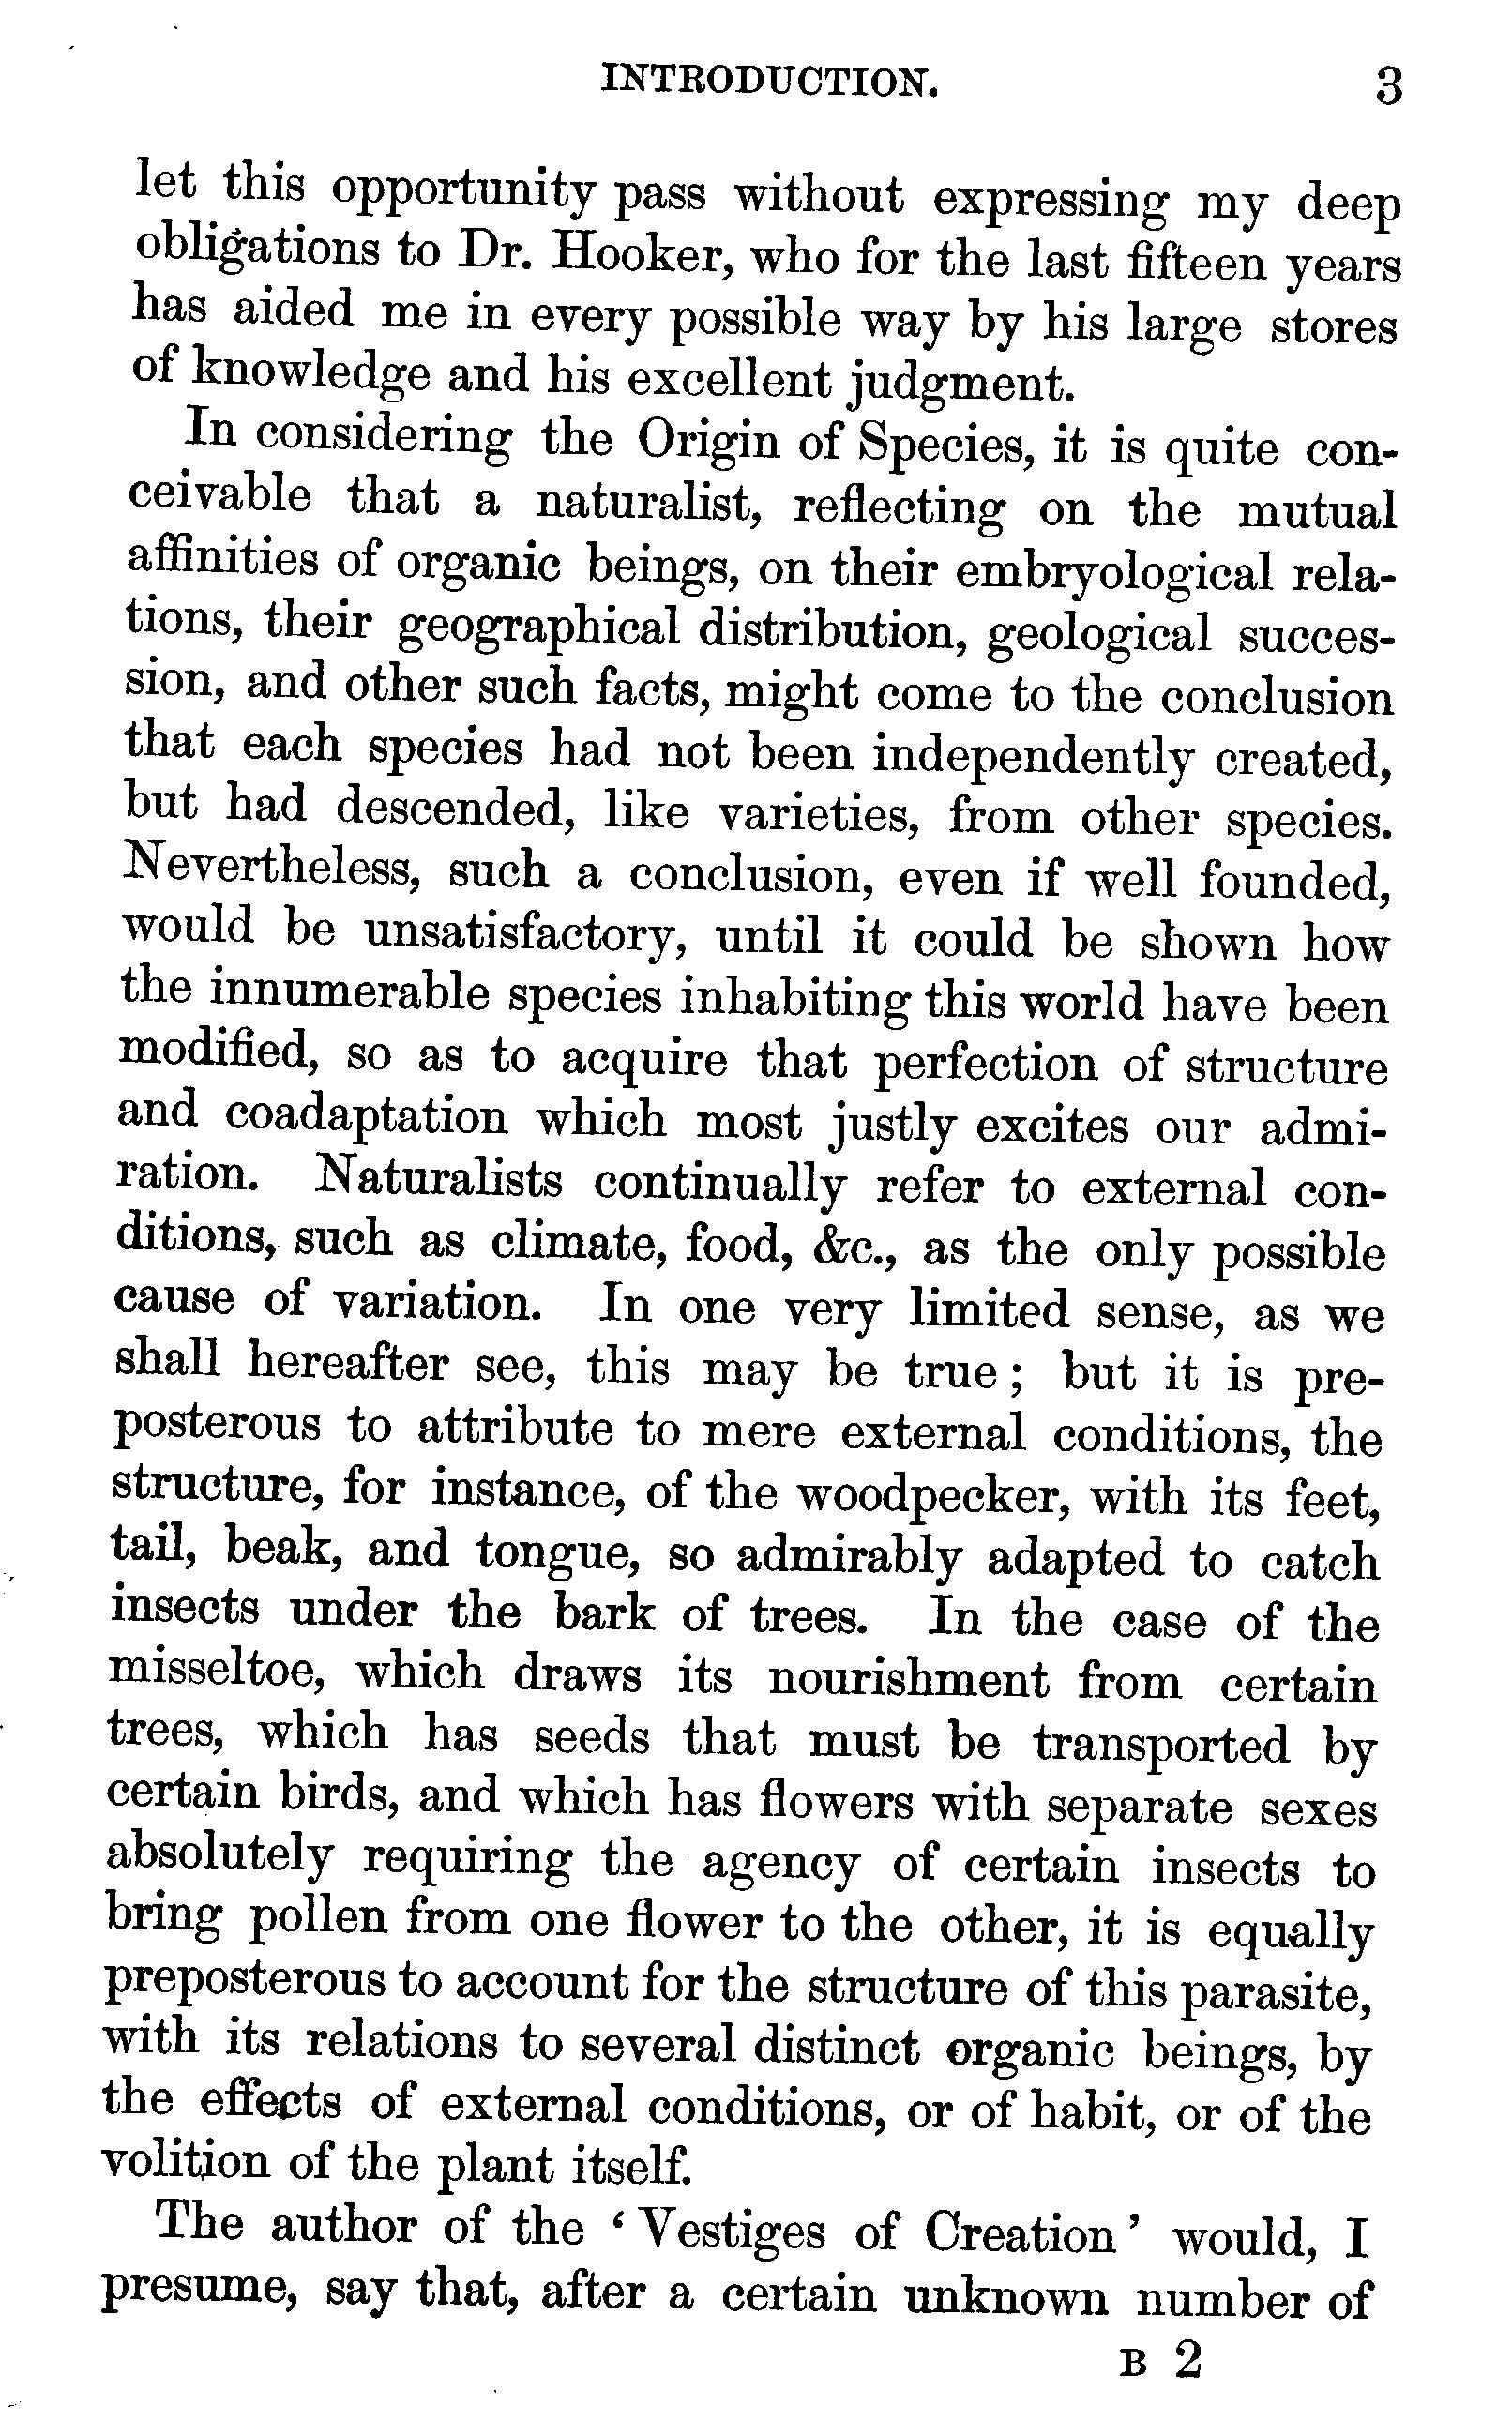 INTRODUCTION. 3
let this opportunity pass without expressing my deep
obligations to Dr. Hooker, who for the last fifteen years
has aided me in every possible way by his large stores
of knowledge and his excellent judgment.
In considering the Origin of Species, it is quite con-
ceivable that a naturalist, reflecting on the mutual
affinities of organic beings, on their embryological rela-
tions, their geographical distribution, geological succes-
sion, and other such facts, might come to the conclusion
that each species had not been independently created,
but had descended, like varieties, from other species.
Nevertheless, such a conclusion, even if well founded,
would be unsatisfactory, until it could be shown how
the innumerable species inhabiting this world have been
modified, so as to acquire that perfection of structure
and coadaptation which most justly excites our admi-
ration. Naturalists continually refer to external con-
ditions, such as climate, food, &c., as the only possible
cause of variation. In one very limited sense, as we
shall hereafter see, this may be true; but it is pre-
posterous to attribute to mere external conditions, the
structure, for instance, of the woodpecker, with its feet,
tail, beak, and tongue, so admirably adapted to catch
insects under the bark of trees. In the case of the
misseltoe, which draws its nourishment from certain
trees, which has seeds that must be transported by
certain birds, and which has flowers with separate sexes
absolutely requiring the agency of certain insects to
bring pollen from one flower to the other, it is equally
preposterous to account for the structure of this parasite,
with its relations to several distinct organic beings, by
the effects of external conditions, or of habit, or of the
volition of the plant itself.
The author of the ‘Vestiges of Creation’ would, I
presume, say that, after a certain unknown number of
B 2